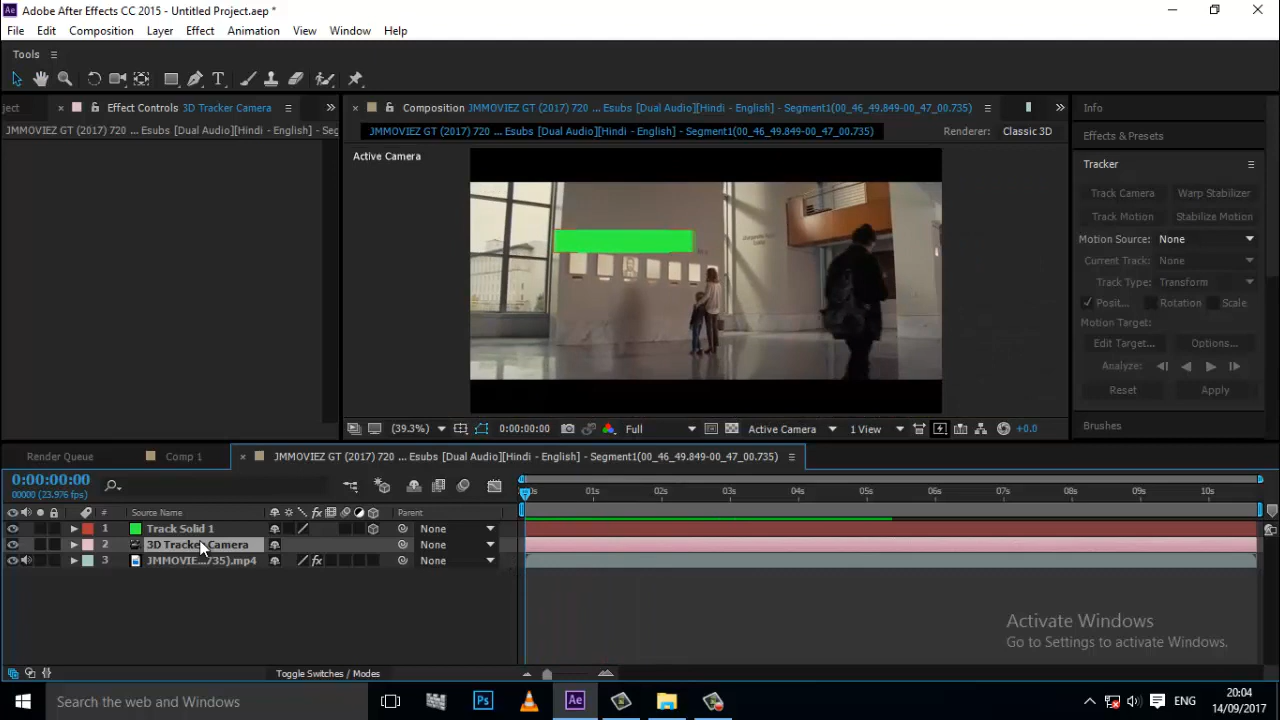 Adobe After Effects CC 2015 - Untitled Project.aep *
File Edit Composition Layer Effect Animation View Window Help
Tools
ject Effect Controls 3D Tracker Camera
Composition JMMOVIEZ GT (2017) 720 ... Esubs [Dual Audio][Hindi - English] - Segment1(00_46_49.849-00_47_00.735)
Info
JMMOVIEZ GT (2017) 720 ... Esubs [Dual Audio][Hindi - English] - Seg
JMMOVIEZ GT (2017) 720 ... Esubs [Dual Audio][Hindi - English] - Segment1(00_46_49.849-00_47_00.735)
Renderer: Classic 3D
Effects & Presets
Active Camera
Tracker
Track Camera Warp Stabilizer
Track Motion Stabilize Motion
Motion Source: None
Current Track: None
Track Type: Transform
Posit... Rotation Scale
Motion Target:
Edit Target... Options...
Analyze:
Reset Apply
Brushes
(39.3%) 0:00:00:00 Full Active Camera 1 View +0.0
Render Queue Comp 1 JMMOVIEZ GT (2017) 720 ... Esubs [Dual Audio][Hindi - English] - Segment1(00_46_49.849-00_47_00.735)
0:00:00:00
00000 (23.976 fps)
0s 01s 02s 03s 04s 05s 06s 07s 08s 09s 10s
# Source Name Parent
1 Track Solid 1 None
2 3D Tracker Camera None
3 JMMOVIE...735).mp4 None
Activate Windows
Go to Settings to activate Windows.
Toggle Switches / Modes
Search the web and Windows
Ps
Ae
ENG
20:04
14/09/2017